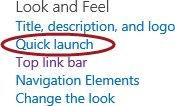 Look and Feel
Title, description, and logo
Quick launch
Top link bar
Navigation Elements
Change the look